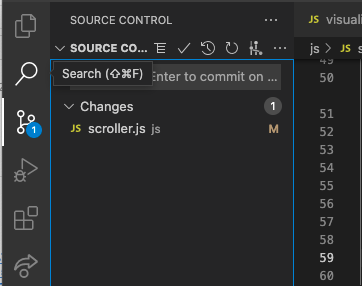 SOURCE CONTROL ···
JS visuali
SOURCE CO... ···
js > s
Search (⇧⌘F)
Enter to commit on ...
Changes 1
scroller.js js M
JS
1
49
50
51
52
53
54
55
56
57
58
59
60